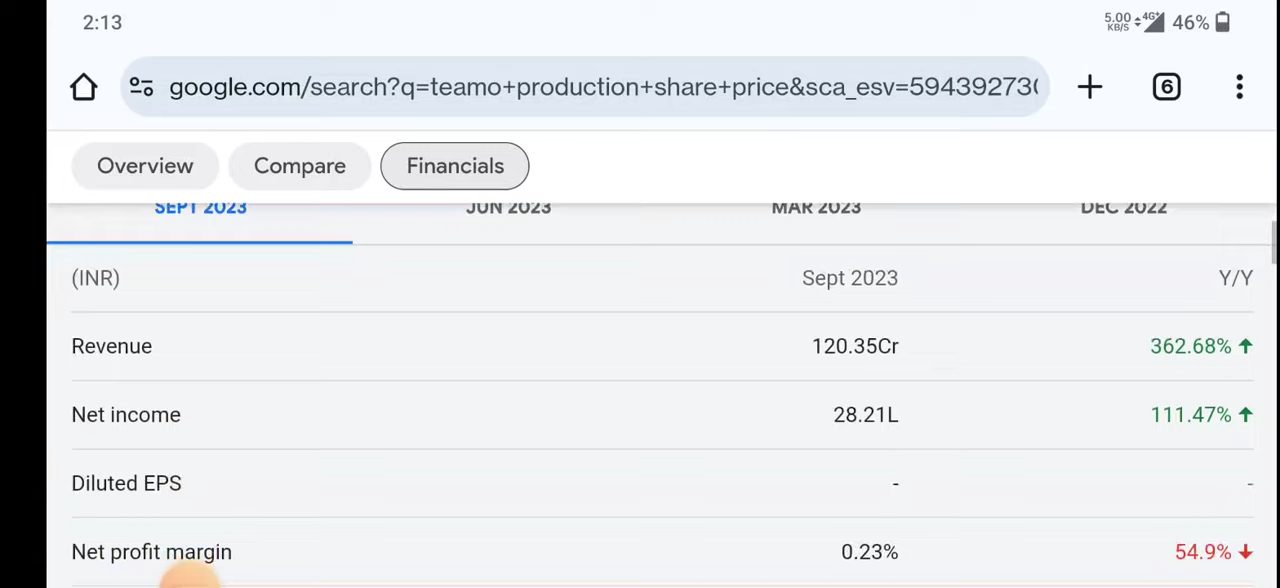 2:13
5.00 KB/S 4G+ 46%
google.com/search?q=teamo+production+share+price&sca_esv=59439273
6
Overview Compare Financials
SEPT 2023 JUN 2023 MAR 2023 DEC 2022
(INR) Sept 2023 Y/Y
Revenue 120.35Cr 362.68% ↑
Net income 28.21L 111.47% ↑
Diluted EPS - -
Net profit margin 0.23% 54.9% ↓